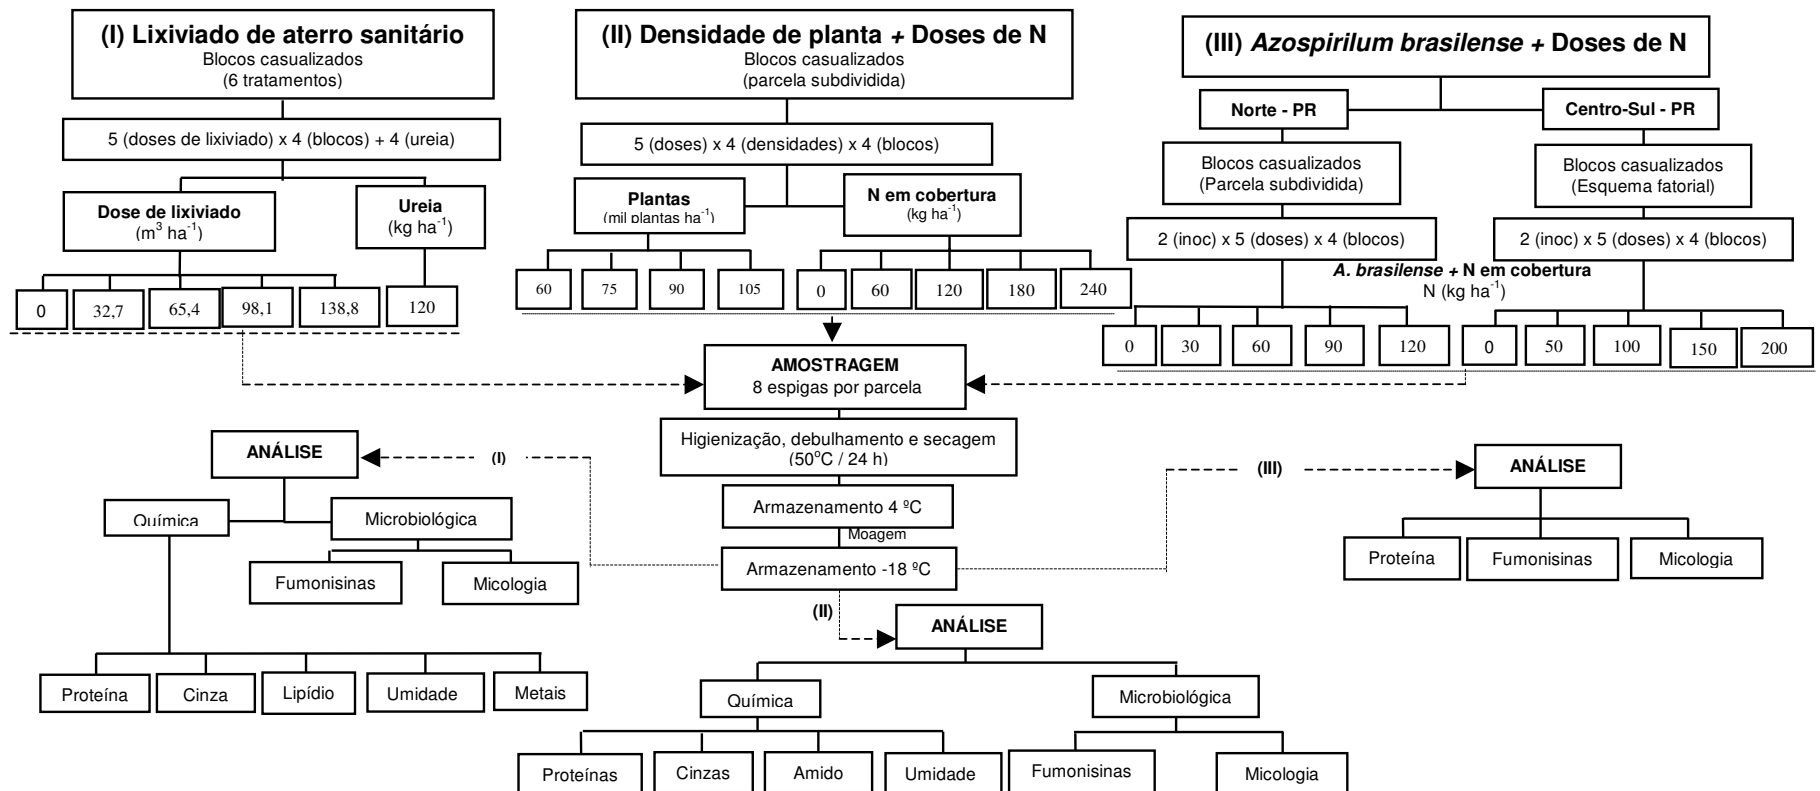 (I) Lixiviado de aterro sanitário
Blocos casualizados
(6 tratamentos)
5 (doses de lixiviado) x 4 (blocos) + 4 (ureia)
Dose de lixiviado
(m³ ha⁻¹)
Ureia
(kg ha⁻¹)
0
32,7
65,4
98,1
138,8
120
(II) Densidade de planta + Doses de N
Blocos casualizados
(parcela subdividida)
5 (doses) x 4 (densidades) x 4 (blocos)
Plantas
(mil plantas ha⁻¹)
N em cobertura
(kg ha⁻¹)
60
75
90
105
0
60
120
180
240
(III) Azospirilum brasilense + Doses de N
Norte - PR
Centro-Sul - PR
Blocos casualizados
(Parcela subdividida)
Blocos casualizados
(Esquema fatorial)
2 (inoc) x 5 (doses) x 4 (blocos)
2 (inoc) x 5 (doses) x 4 (blocos)
A. brasilense + N em cobertura
N (kg ha⁻¹)
0
30
60
90
120
0
50
100
150
200
AMOSTRAGEM
8 espigas por parcela
Higienização, debulhamento e secagem
(50°C / 24 h)
Armazenamento 4 ºC
Moagem
Armazenamento -18 ºC
(I)
ANÁLISE
Química
Microbiológica
Fumonisinas
Micologia
Proteína
Cinza
Lipídio
Umidade
Metais
(II)
ANÁLISE
Química
Microbiológica
Proteínas
Cinzas
Amido
Umidade
Fumonisinas
Micologia
(III)
ANÁLISE
Proteína
Fumonisinas
Micologia